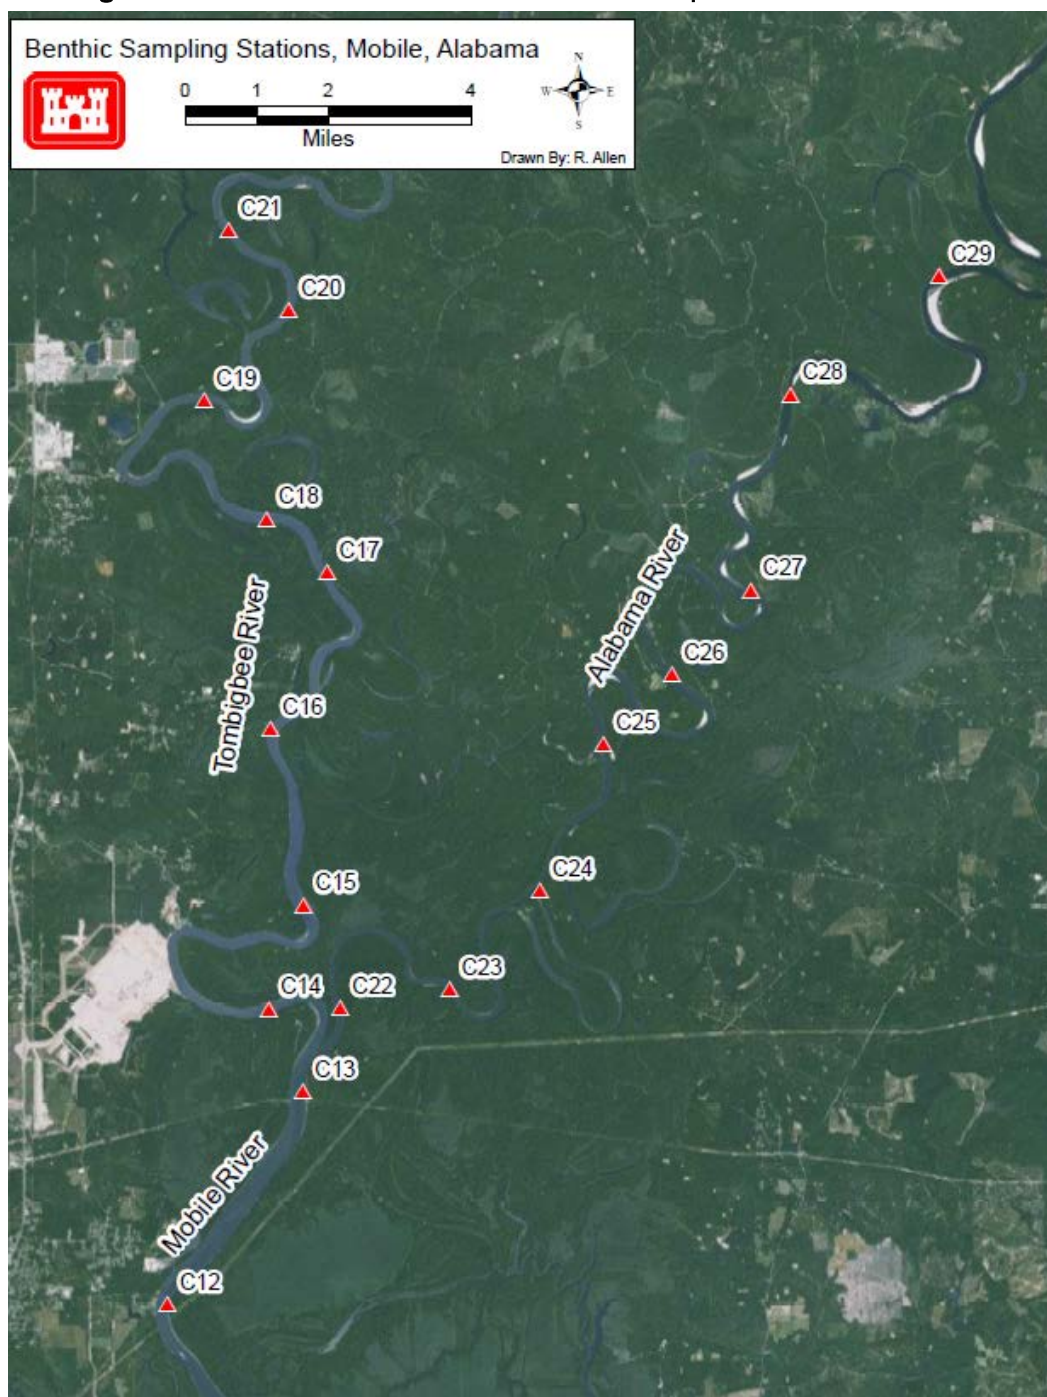 Benthic Sampling Stations, Mobile, Alabama
0 1 2 4
Miles
N
W E
S
Drawn By: R. Allen
C21
C29
C20
C28
C19
C18
C17
C27
Alabama River
Tombigbee River
C26
C16
C25
C24
C15
C23
C14
C22
C13
Mobile River
C12